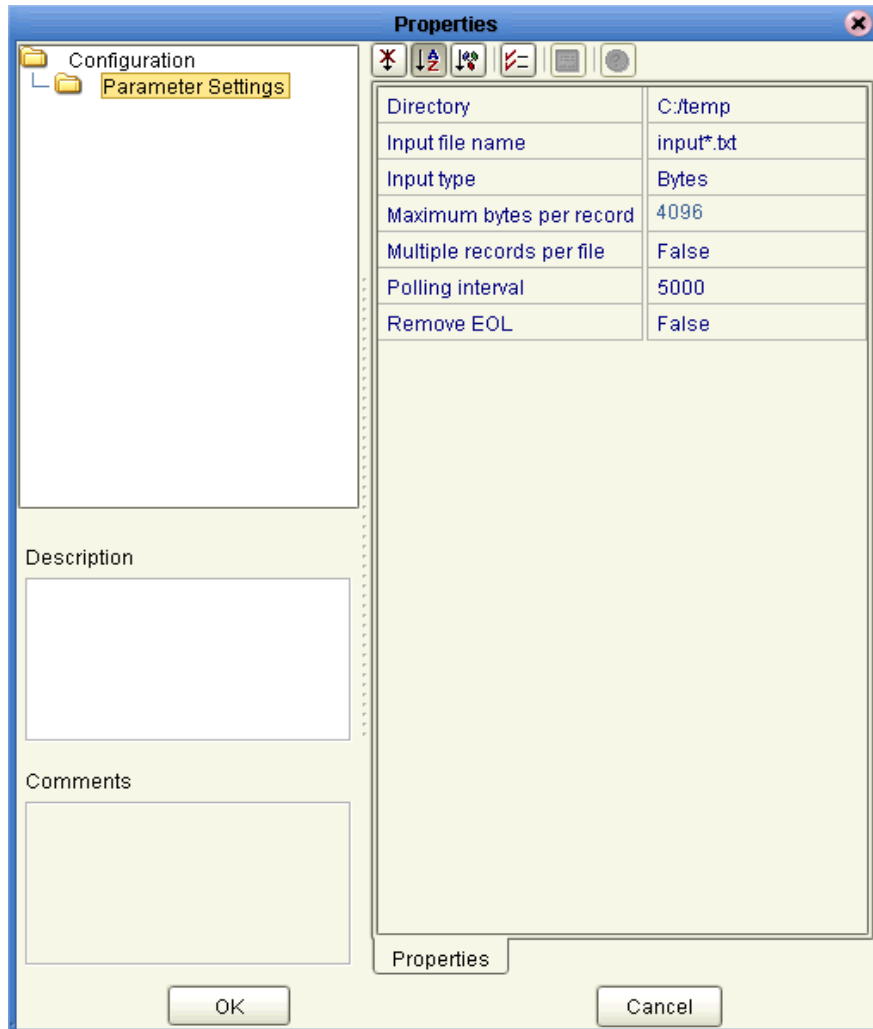 Properties
Configuration
Parameter Settings
Directory C:/temp
Input file name input*.txt
Input type Bytes
Maximum bytes per record 4096
Multiple records per file False
Polling interval 5000
Remove EOL False
Description
Comments
Properties
OK Cancel